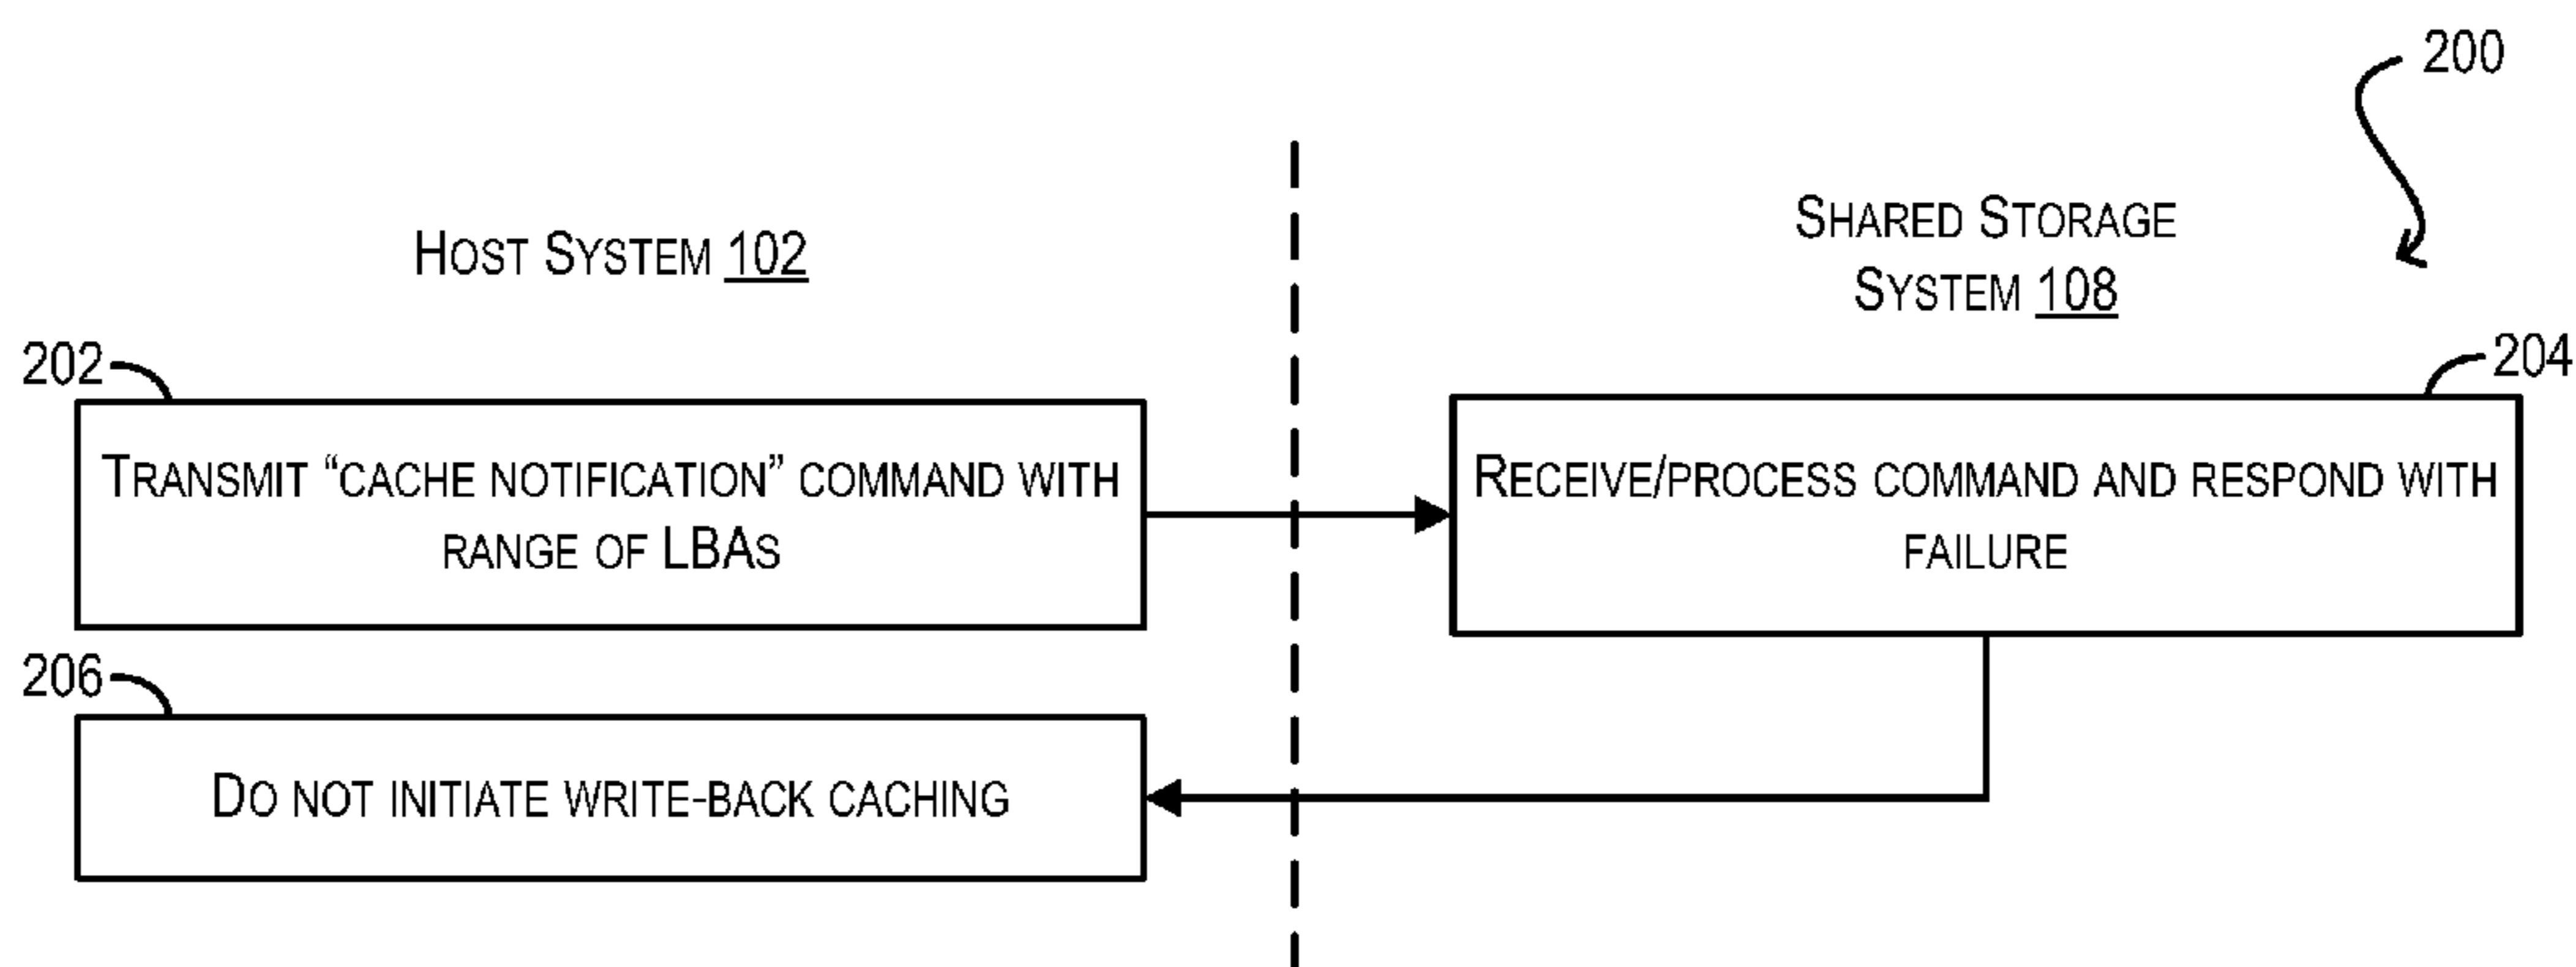 200
HOST SYSTEM 102
SHARED STORAGE
SYSTEM 108
202
204
TRANSMIT “CACHE NOTIFICATION” COMMAND WITH
RANGE OF LBAS
RECEIVE/PROCESS COMMAND AND RESPOND WITH
FAILURE
206
DO NOT INITIATE WRITE-BACK CACHING